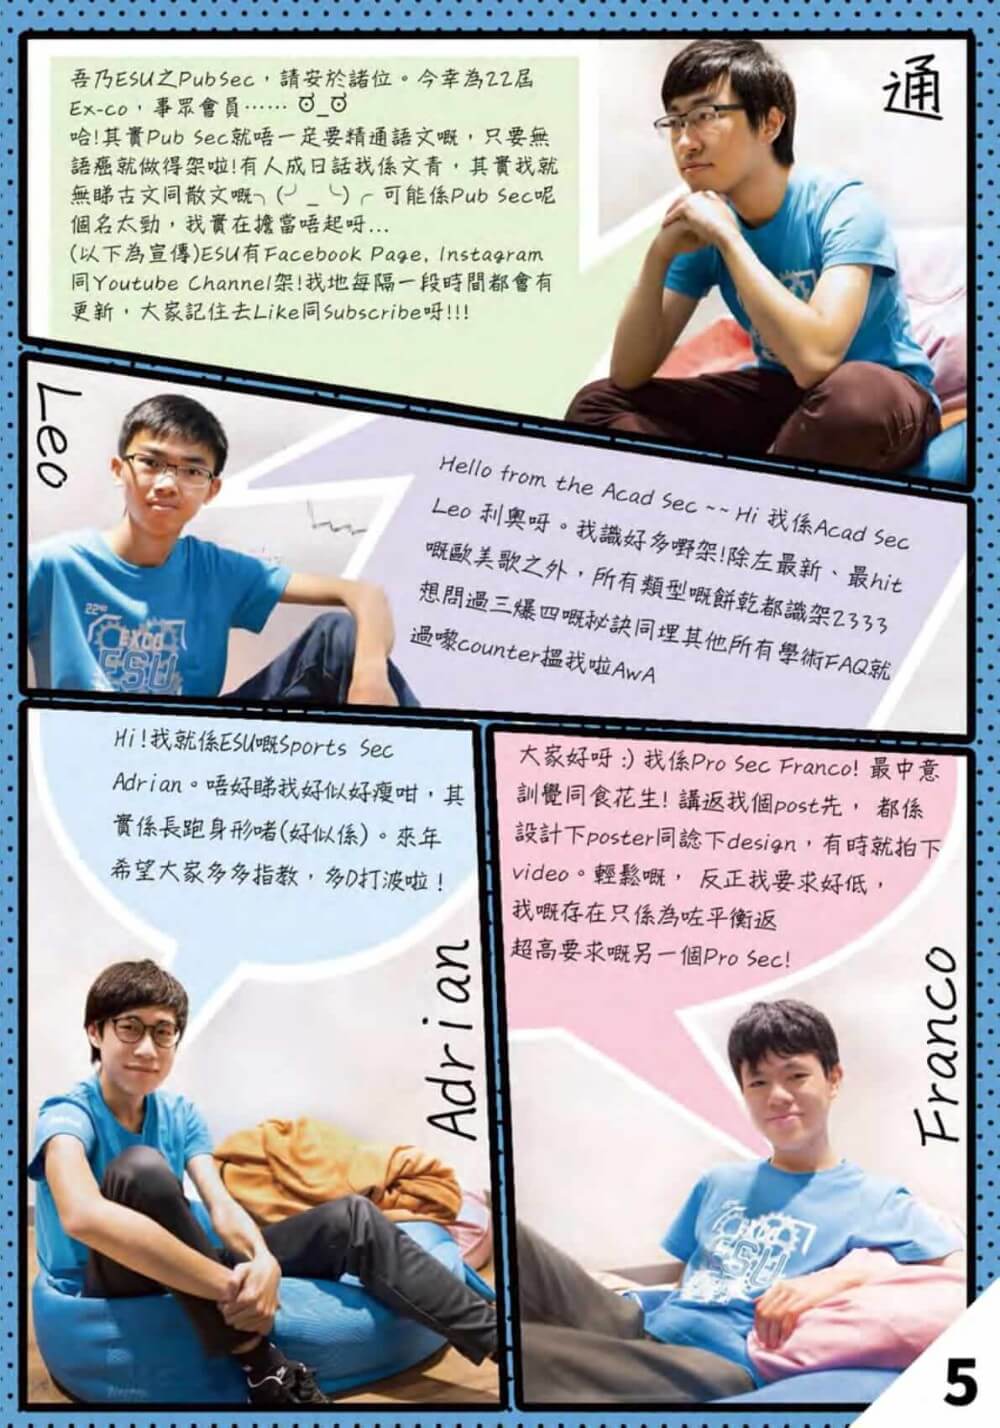 吾乃ESU之PubSec，請安於諸位。今幸為22屆
Ex-co，事眾會員…… ಠ_ಠ
哈!其實Pub Sec就唔一定要精通語文嘅，只要無
語癌就做得架啦!有人成日話我係文青，其實我就
無睇古文同散文嘅╮(╯_╰)╭ 可能係Pub Sec呢
個名太勁，我實在擔當唔起呀...
(以下為宣傳)ESU有Facebook Page, Instagram
同Youtube Channel架!我地每隔一段時間都會有
更新，大家記住去Like同Subscribe呀!!!
通
Leo
Hello from the Acad Sec ~~ Hi 我係Acad Sec
Leo 利奧呀。我識好多嘢架!除左最新、最hit
嘅歐美歌之外，所有類型嘅餅乾都識架2333
想問過三爆四嘅秘訣同埋其他所有學術FAQ就
過嚟counter搵我啦AwA
22ND
EXCO
ESU
Hi!我就係ESU嘅Sports Sec
Adrian。唔好睇我好似好瘦咁，其
實係長跑身形啫(好似係)。來年
希望大家多多指教，多D打波啦！
Adrian
大家好呀 :) 我係Pro Sec Franco! 最中意
訓覺同食花生! 講返我個post先， 都係
設計下poster同諗下design，有時就拍下
video。輕鬆嘅， 反正我要求好低，
我嘅存在只係為咗平衡返
超高要求嘅另一個Pro Sec!
Franco
EXCO
ESU
5